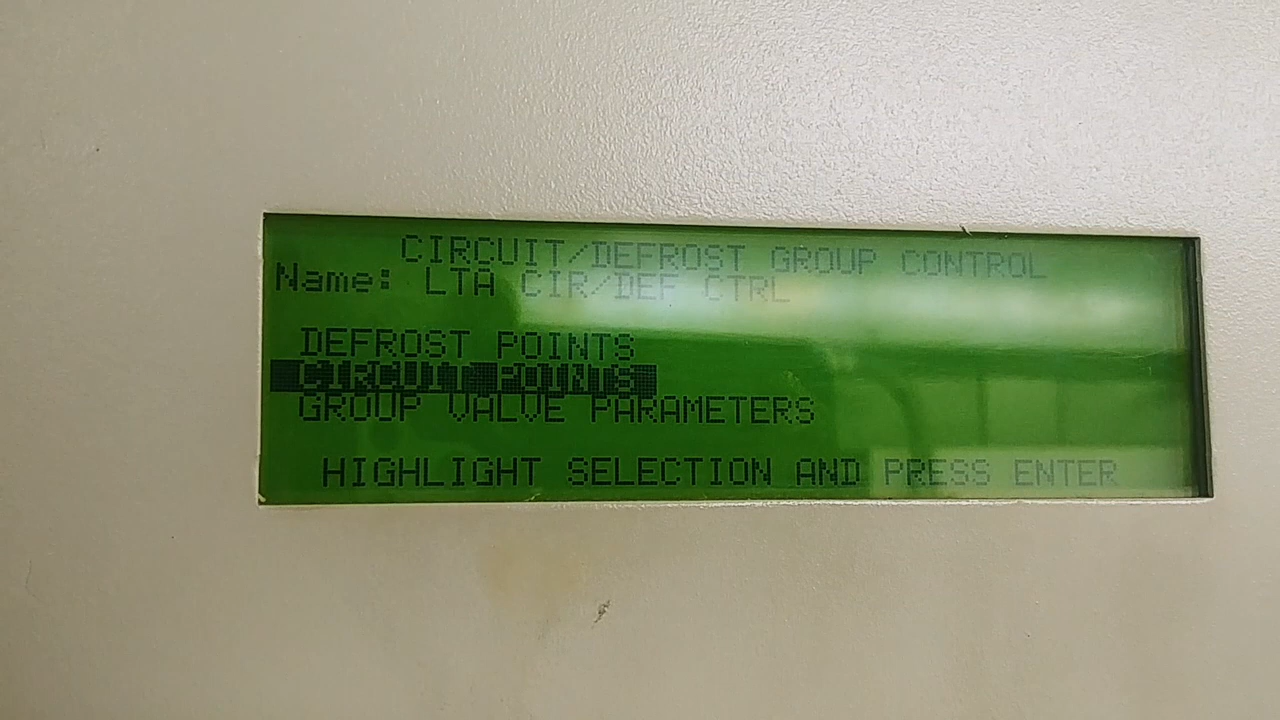 CIRCUIT/DEFROST GROUP CONTROL
Name: LTA CIR/DEF CTRL
DEFROST POINTS
CIRCUIT POINTS
GROUP VALVE PARAMETERS
HIGHLIGHT SELECTION AND PRESS ENTER